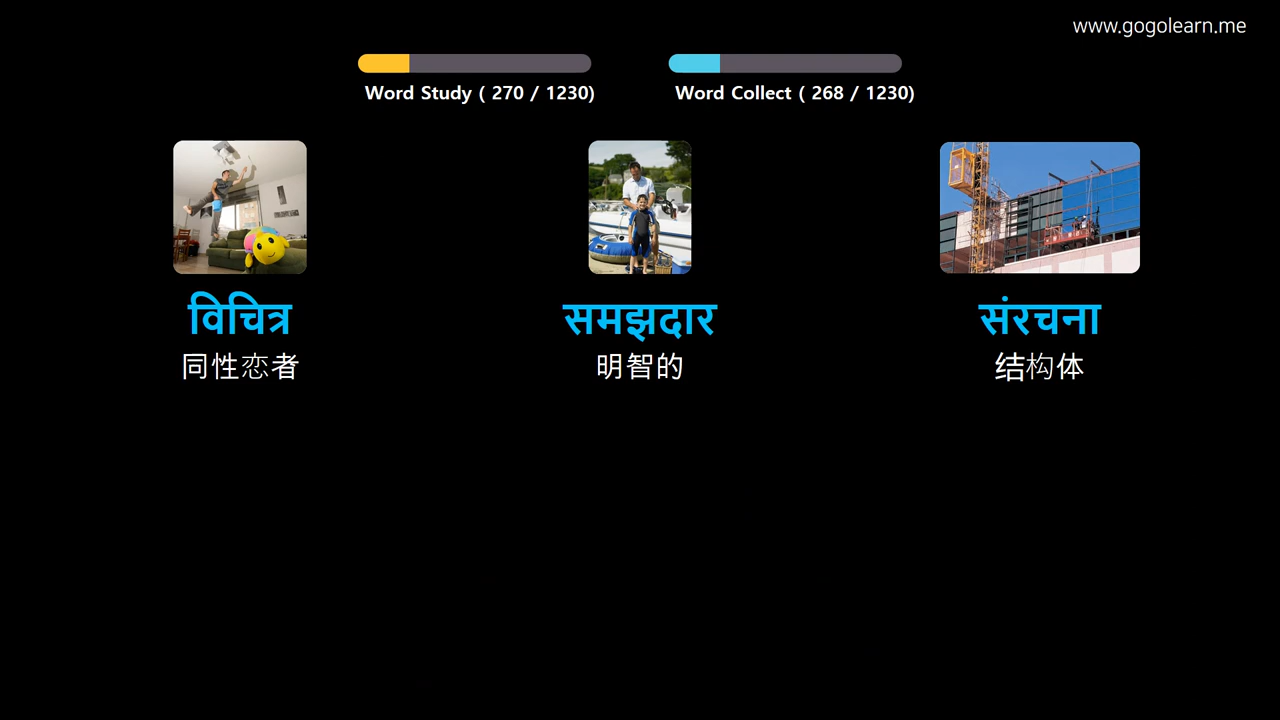 www.gogolearn.me
Word Study ( 270 / 1230)
Word Collect ( 268 / 1230)
विचित्र
समझदार
संरचना
同性恋者
明智的
结构体